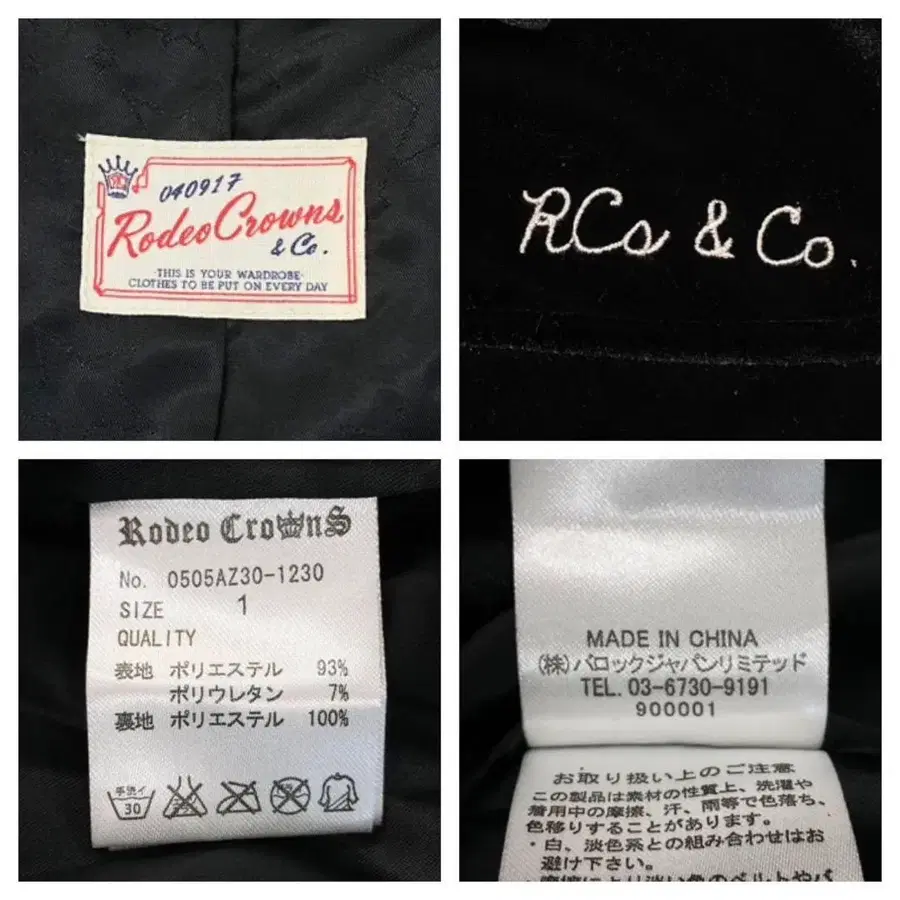 040917
Rodeo Crowns
& Co.
THIS IS YOUR WARDROBE
CLOTHES TO BE PUT ON EVERY DAY
RCs & Co.
Rodeo Crowns
No. 0505AZ30-1230
SIZE 1
QUALITY
表地 ポリエステル 93%
ポリウレタン 7%
裏地 ポリエステル 100%
手洗イ
30
MADE IN CHINA
(株)バロックジャパンリミテッド
TEL. 03-6730-9191
900001
お取り扱い上のご注意
この製品は素材の性質上、洗濯や
着用中の摩擦、汗、雨等で色落ち、
色移りすることがあります。
・白、淡色系との組み合わせはお
避け下さい。